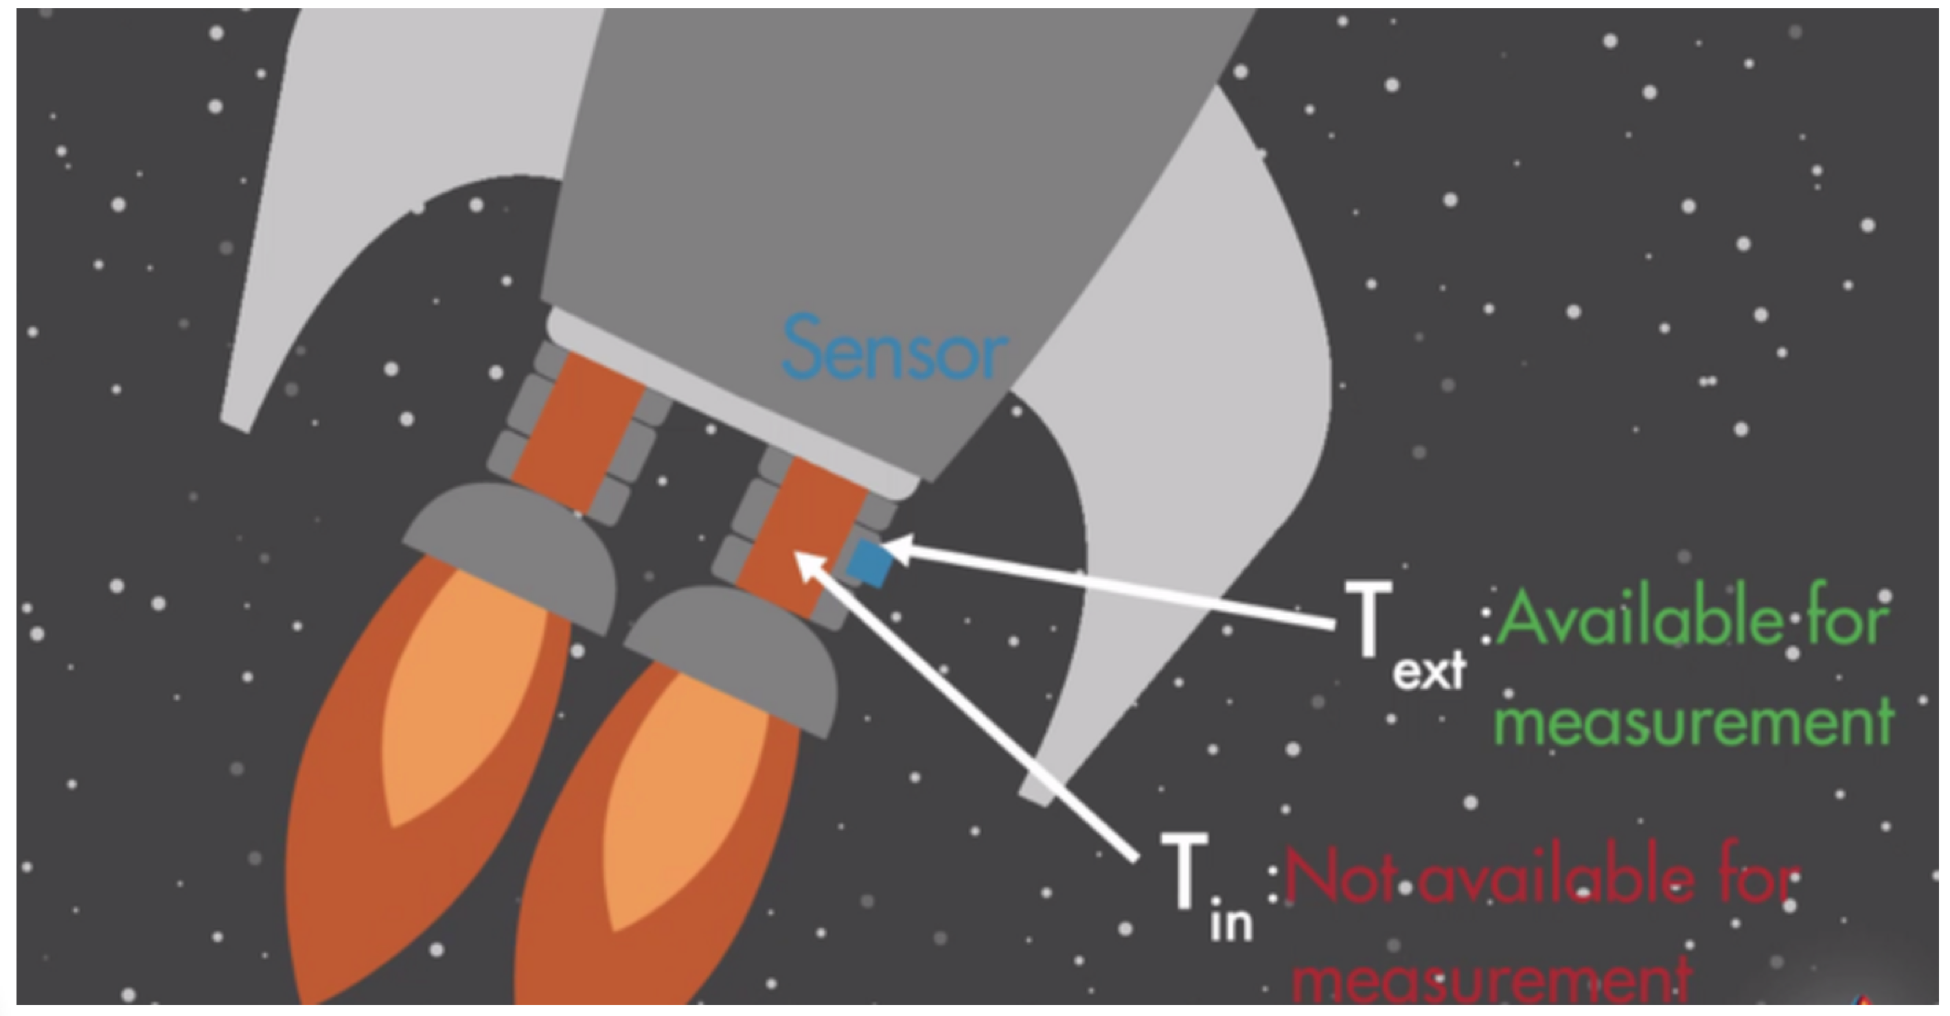 Sensor
T ext : Available for
measurement
T in : Not available for
measurement